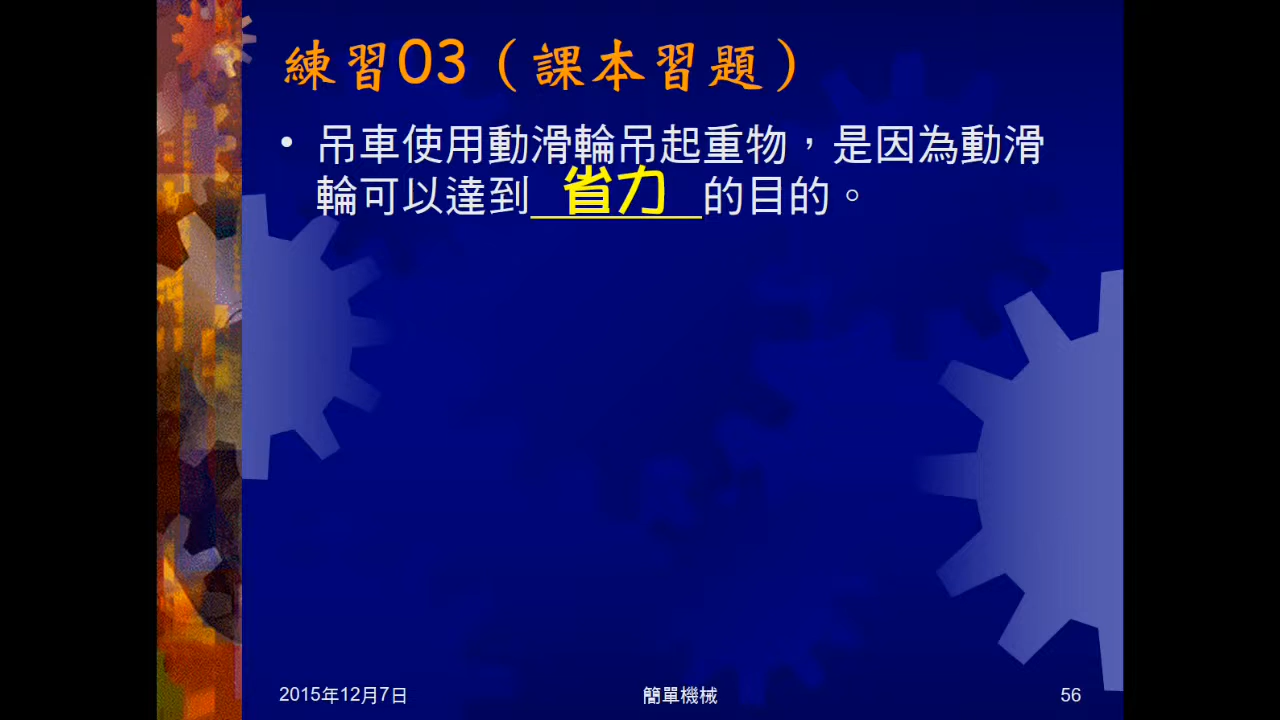 練習03（課本習題）
• 吊車使用動滑輪吊起重物，是因為動滑
輪可以達到 省力 的目的。
2015年12月7日 簡單機械 56